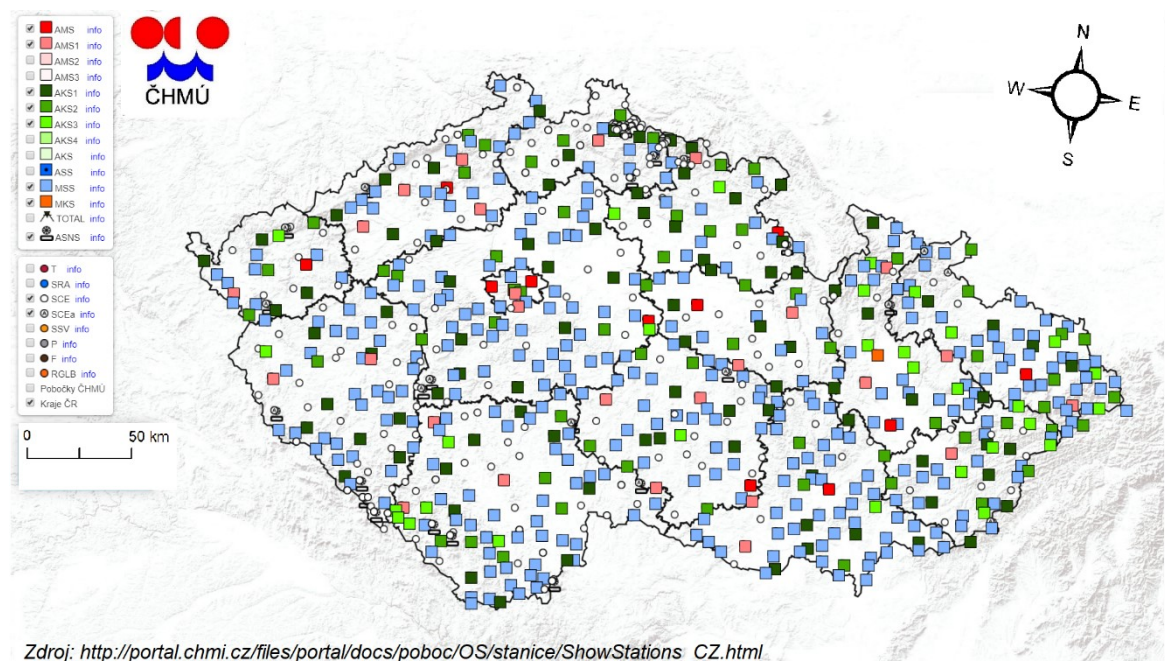 AMS info
AMS1 info
AMS2 info
AMS3 info
AKS1 info
AKS2 info
AKS3 info
AKS4 info
AKS info
ASS info
MSS info
MKS info
TOTAL info
ASNS info
T info
SRA info
SCE info
SCEa info
SSV info
P info
F info
RGLB info
Pobočky ČHMÚ
Kraje ČR
0 50 km
ČHMÚ
N
W E
S
Zdroj: http://portal.chmi.cz/files/portal/docs/poboc/OS/stanice/ShowStations_CZ.html